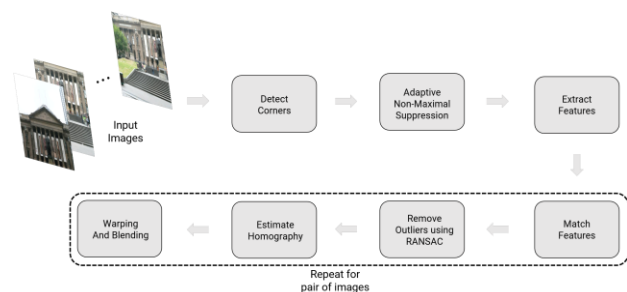 Input
Images
Detect
Corners
Adaptive
Non-Maximal
Suppression
Extract
Features
Match
Features
Remove
Outliers using
RANSAC
Estimate
Homography
Warping
And Blending
Repeat for
pair of images